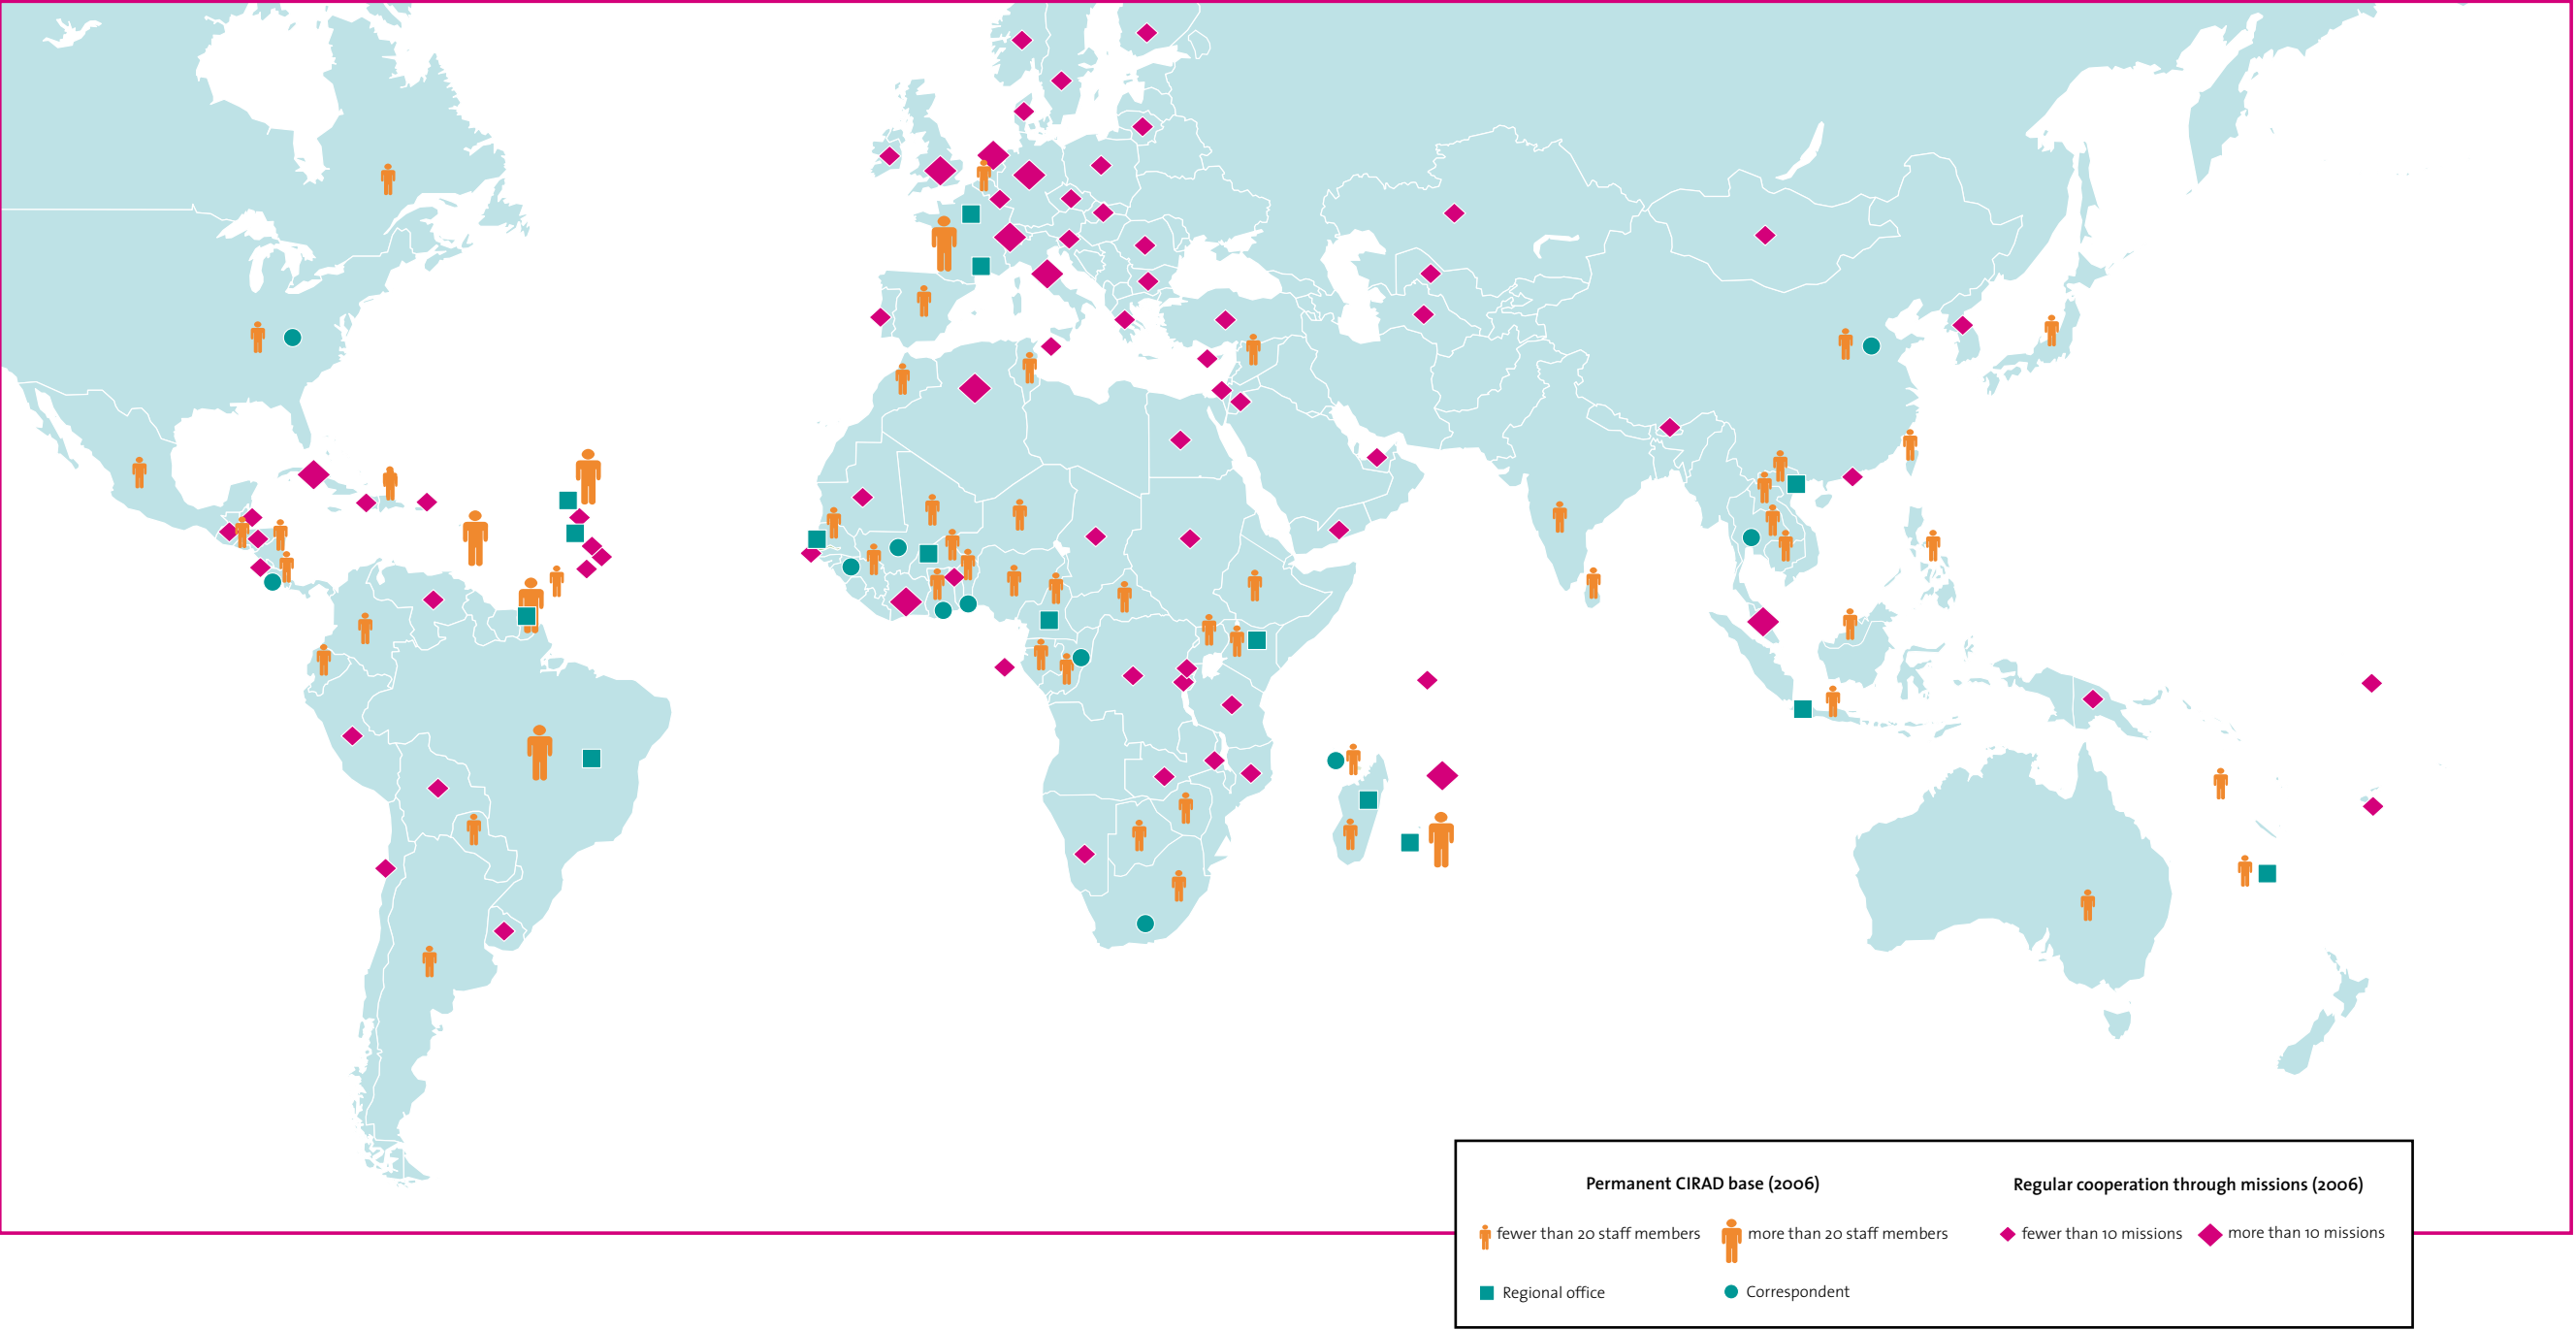 Permanent CIRAD base (2006)
Regular cooperation through missions (2006)
fewer than 20 staff members
more than 20 staff members
fewer than 10 missions
more than 10 missions
Regional office
Correspondent